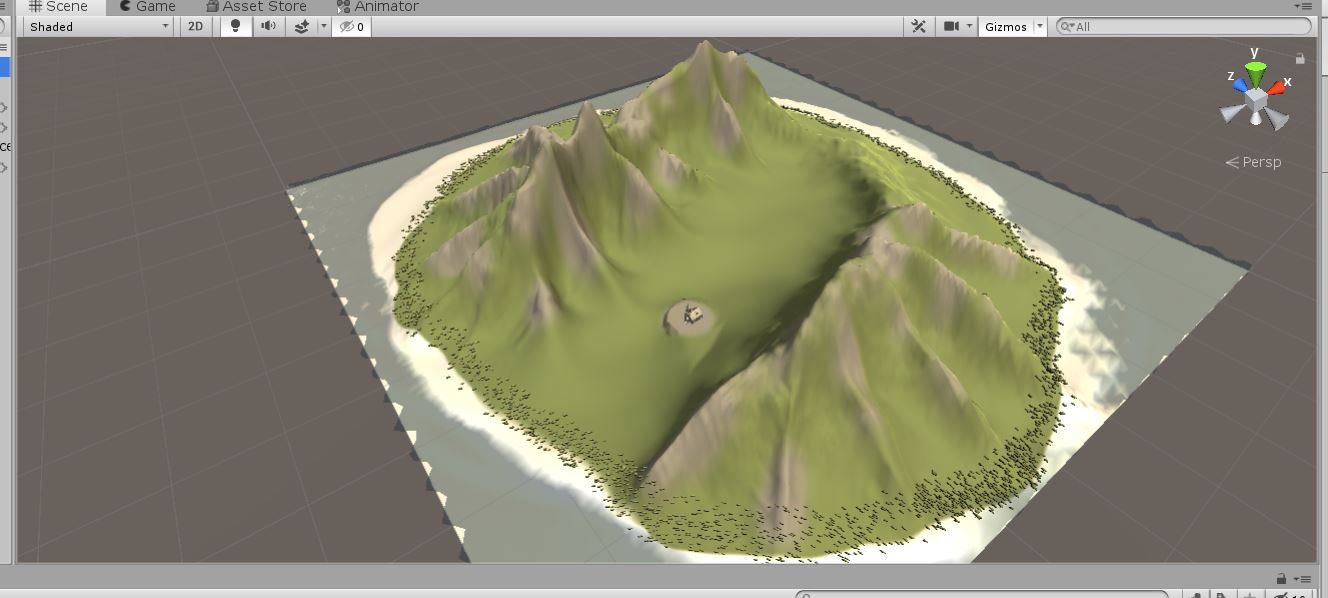 Scene Game Asset Store Animator
Shaded 2D 0 Gizmos All
y
z x
Persp